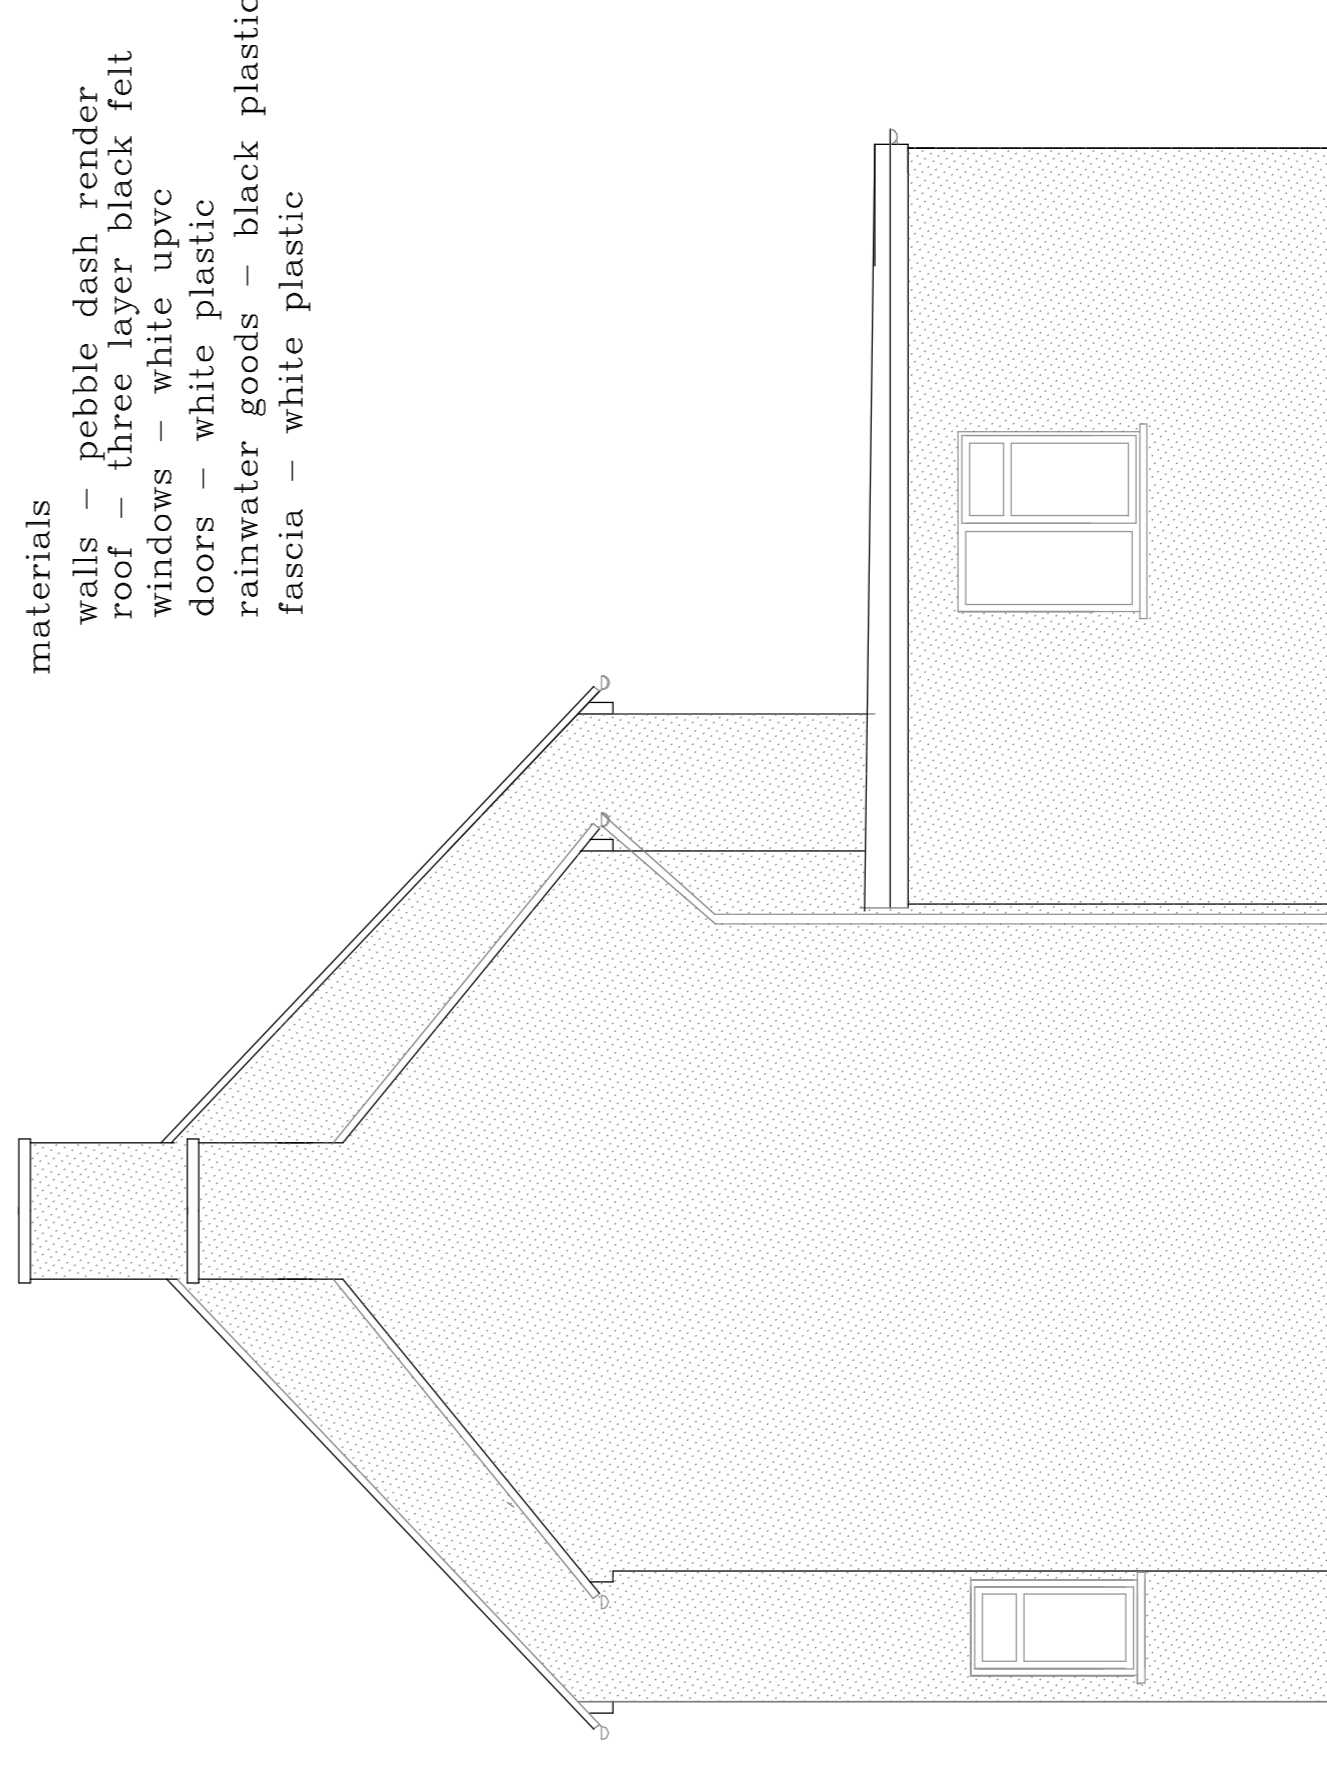 materials
walls – pebble dash render
roof – three layer black felt
windows – white upvc
doors – white plastic
rainwater goods – black plastic
fascia – white plastic